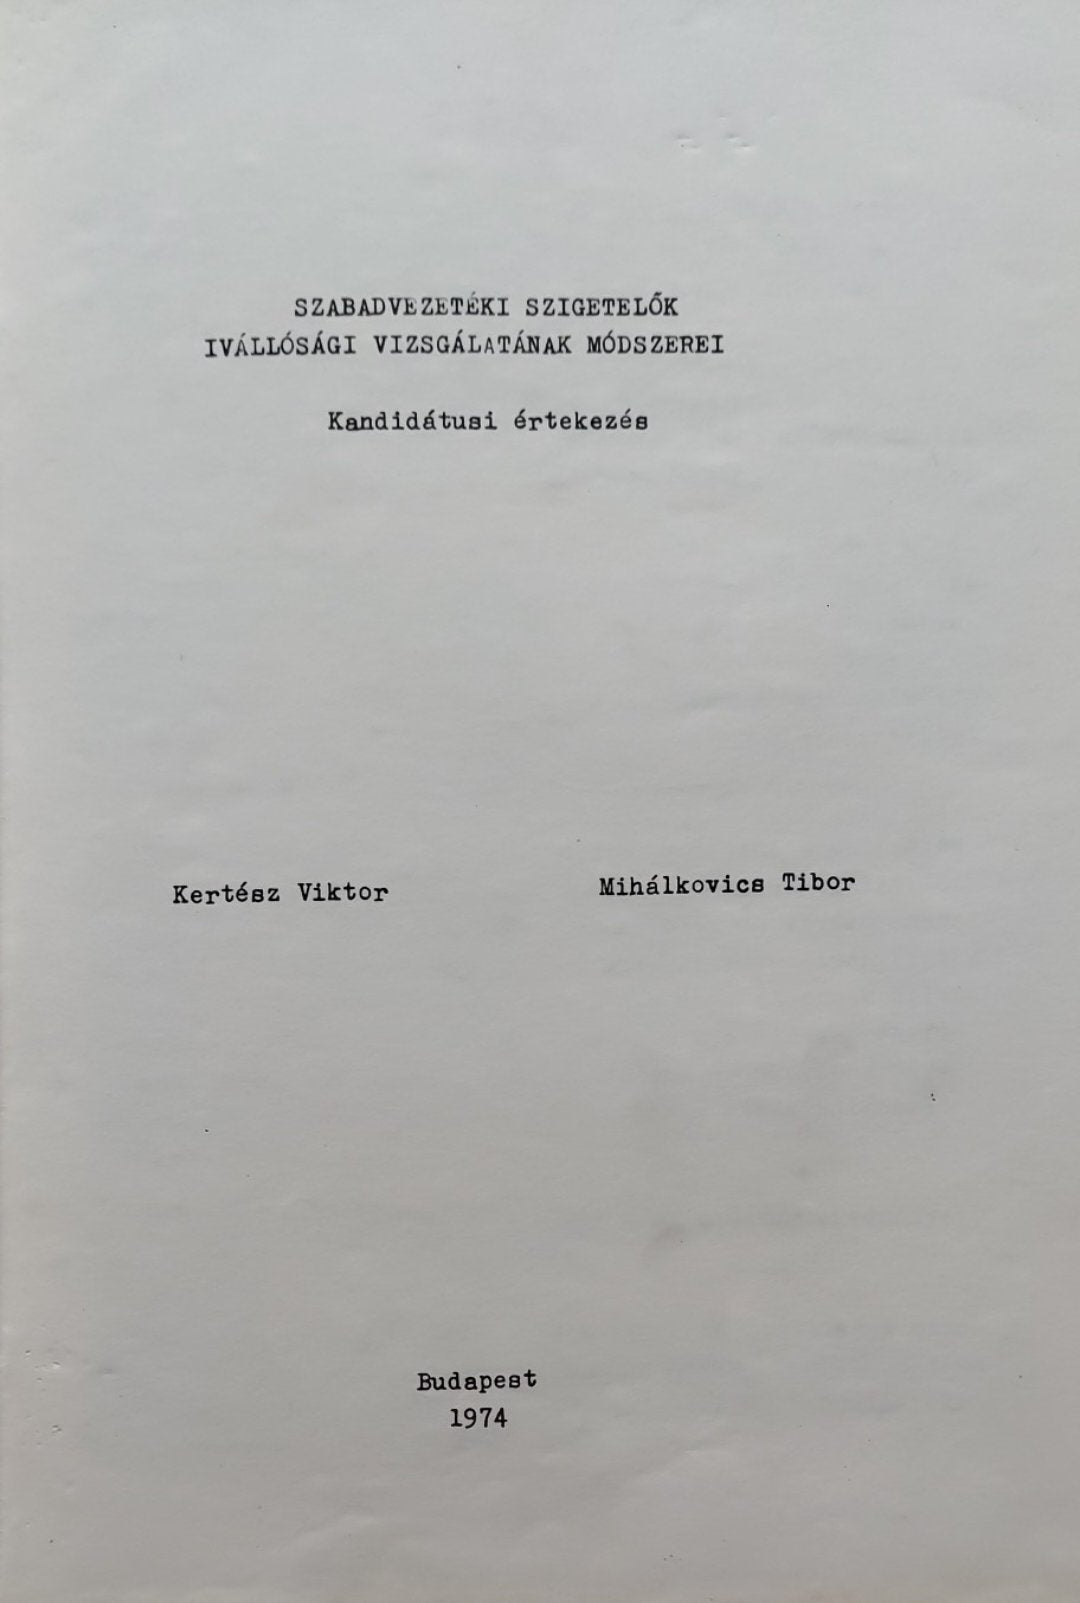 SZABADVEZETÉKI SZIGETELŐK
IVÁLLÓSÁGI VIZSGÁLATÁNAK MÓDSZEREI
Kandidátusi értekezés
Kertész Viktor
Mihálkovics Tibor
Budapest
1974